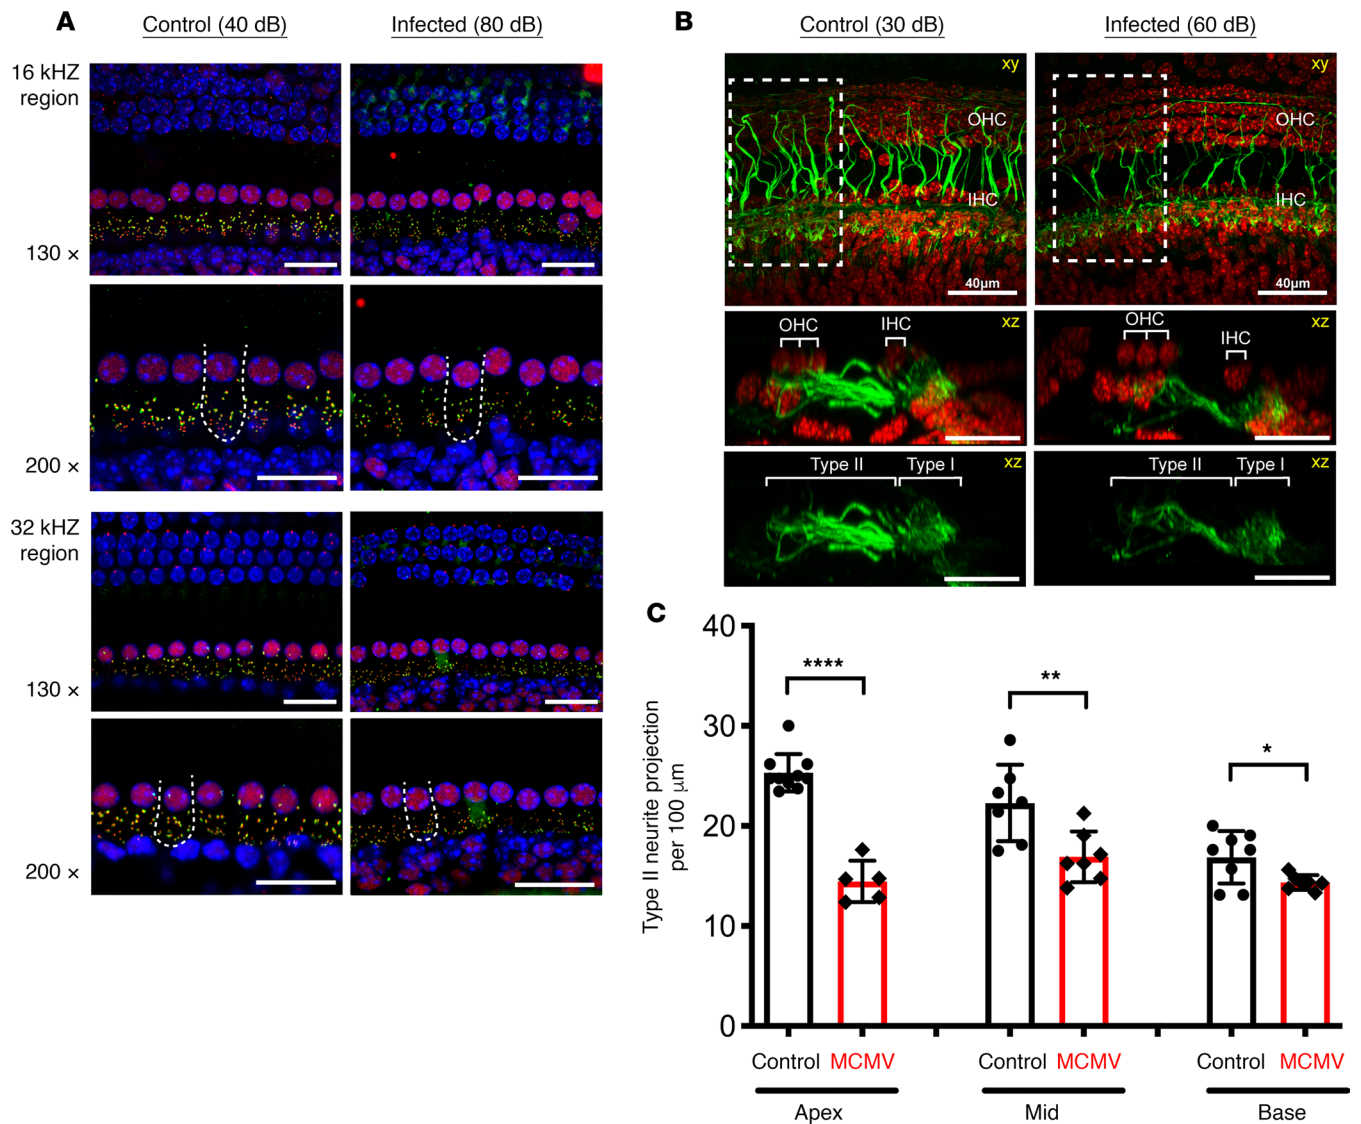 A
Control (40 dB)
Infected (80 dB)
16 kHZ
region
130 ×
200 ×
32 kHZ
region
130 ×
200 ×
B
Control (30 dB)
Infected (60 dB)
xy
OHC
IHC
40μm
xy
OHC
IHC
40μm
OHC
IHC
xz
OHC
IHC
xz
Type II
Type I
xz
Type II
Type I
xz
C
Type II neurite projection
per 100 μm
40
30
20
10
0
****
**
*
Control
MCMV
Control
MCMV
Control
MCMV
Apex
Mid
Base